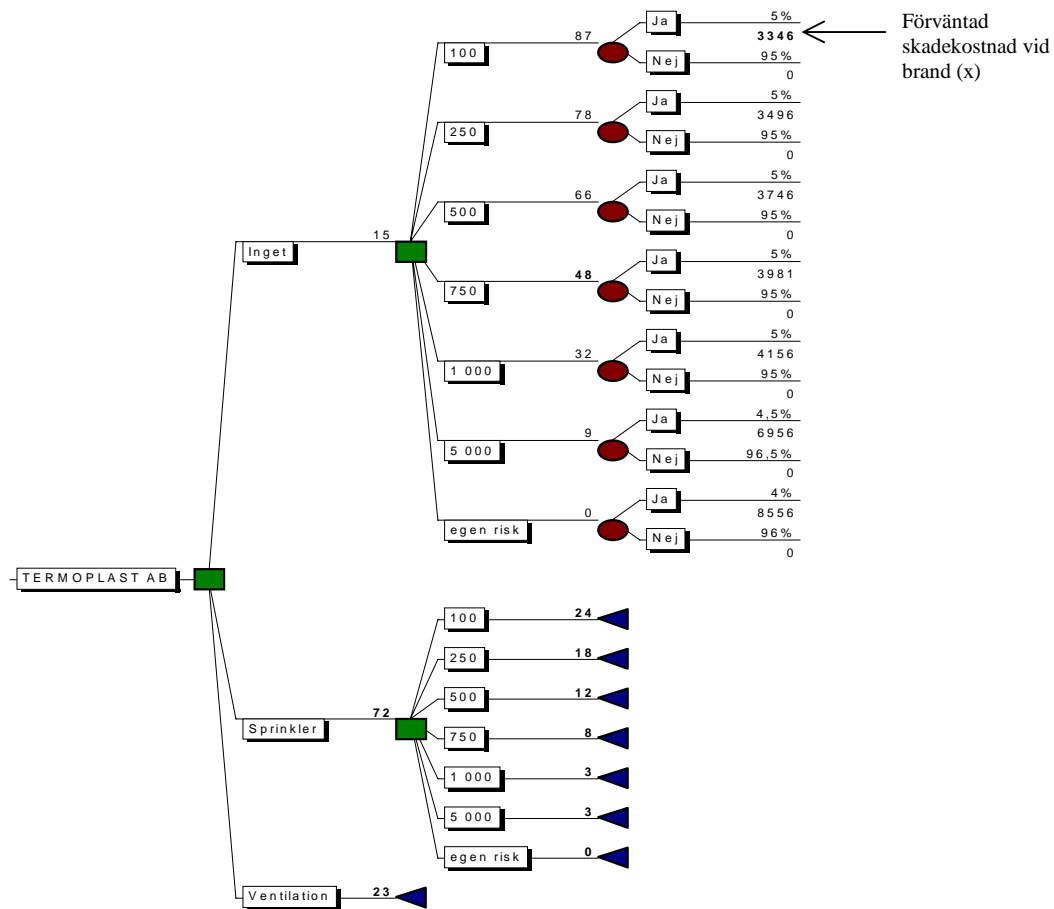 Ja
5%
Förväntad
skadekostnad vid
brand (x)
87
3346
100
Nej
95%
0
Ja
5%
78
3496
250
Nej
95%
0
Ja
5%
66
3746
500
Nej
95%
0
Inget
15
Ja
5%
48
3981
750
Nej
95%
0
Ja
5%
32
4156
1 000
Nej
95%
0
Ja
4,5%
9
6956
5 000
Nej
96,5%
0
Ja
4%
0
8556
egen risk
Nej
96%
0
TERMOPLAST AB
100
24
250
18
500
12
Sprinkler
72
750
8
1 000
3
5 000
3
egen risk
0
Ventilation
23